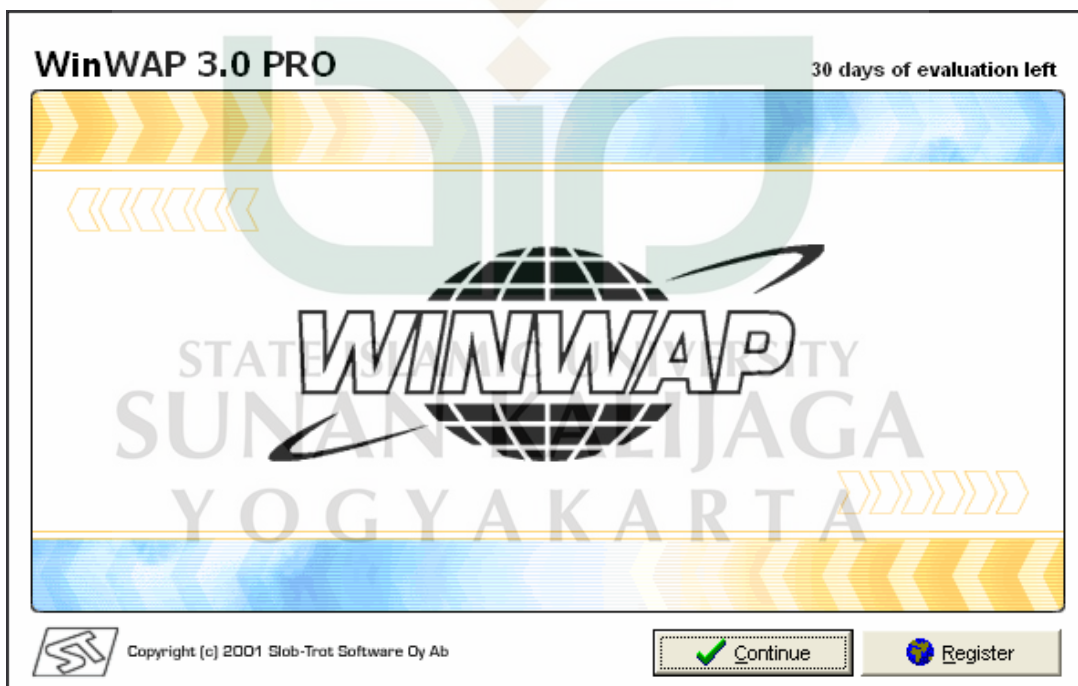 WinWAP 3.0 PRO
30 days of evaluation left
WINWAP
STATE ISLAMIC UNIVERSITY
SUNAN KALIJAGA
YOGYAKARTA
Copyright (c) 2001 Slob-Trot Software Oy Ab
Continue
Register